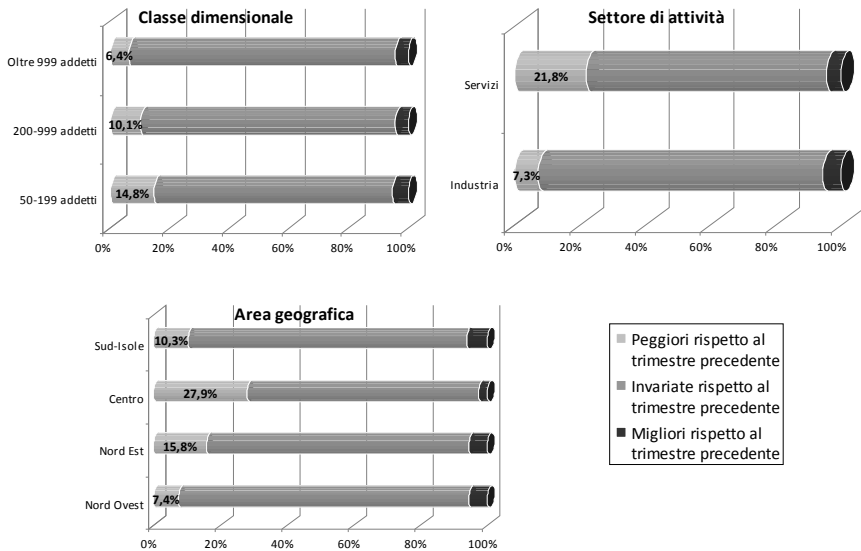 Classe dimensionale
Oltre 999 addetti
6,4%
200-999 addetti
10,1%
50-199 addetti
14,8%
0% 20% 40% 60% 80% 100%
Settore di attività
Servizi
21,8%
Industria
7,3%
0% 20% 40% 60% 80% 100%
Area geografica
Sud-Isole
10,3%
Centro
27,9%
Nord Est
15,8%
Nord Ovest
7,4%
0% 20% 40% 60% 80% 100%
Peggiori rispetto al
trimestre precedente
Invariate rispetto al
trimestre precedente
Migliori rispetto al
trimestre precedente